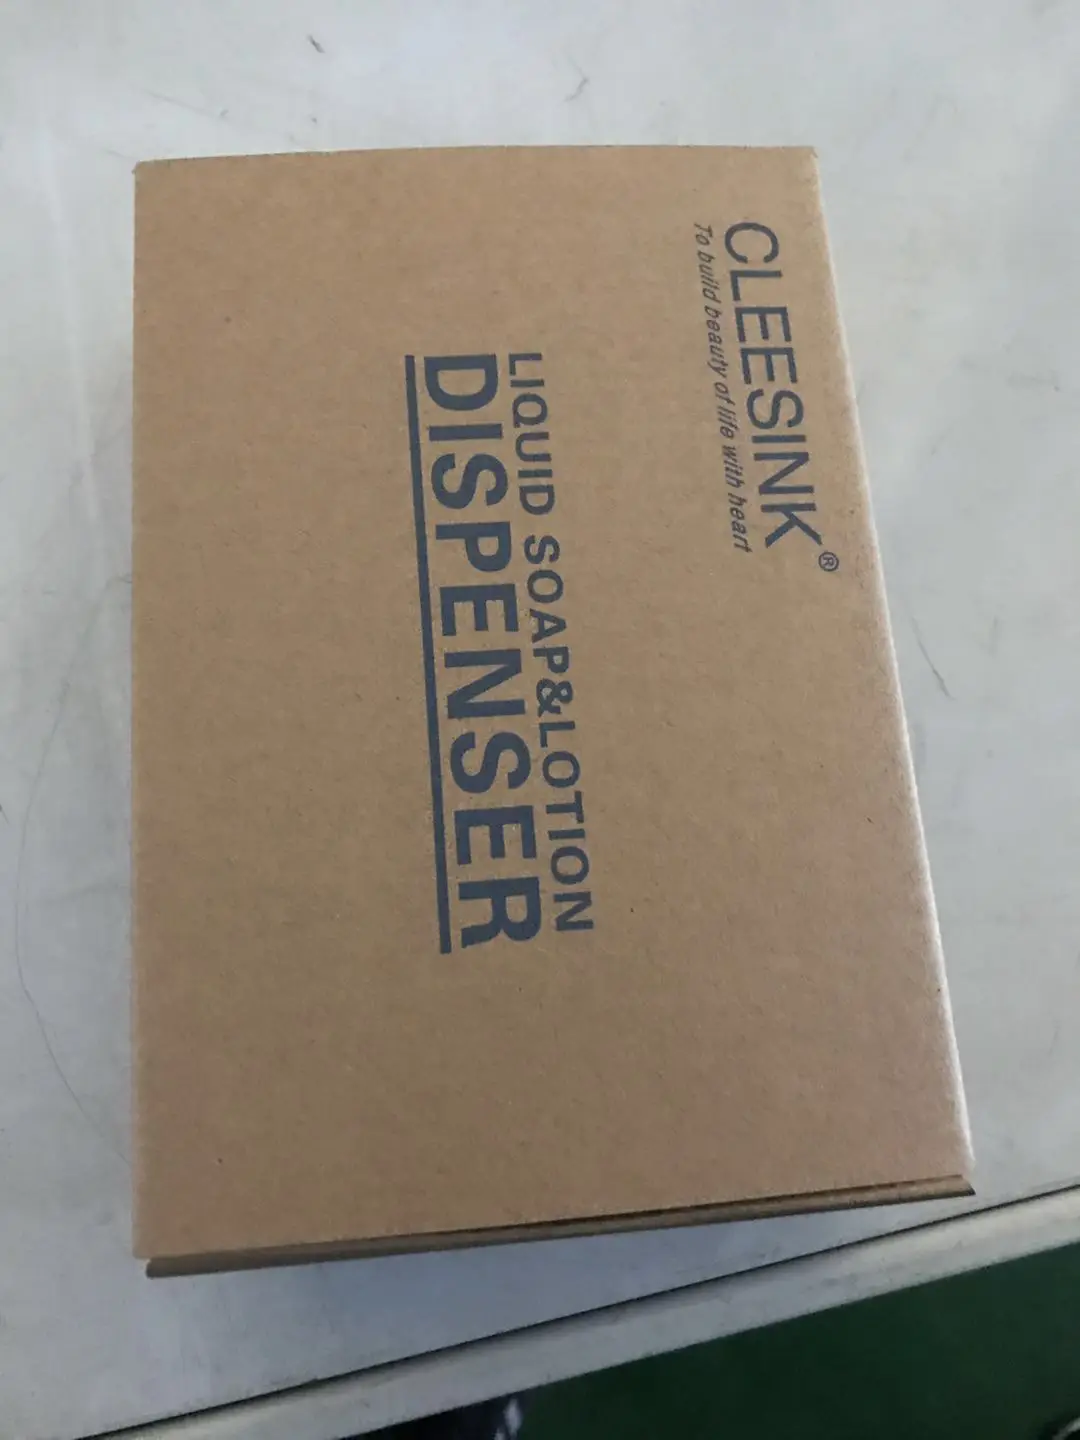 CLEESINK®
To build beauty of life with heart
LIQUID SOAP&LOTION
DISPENSER